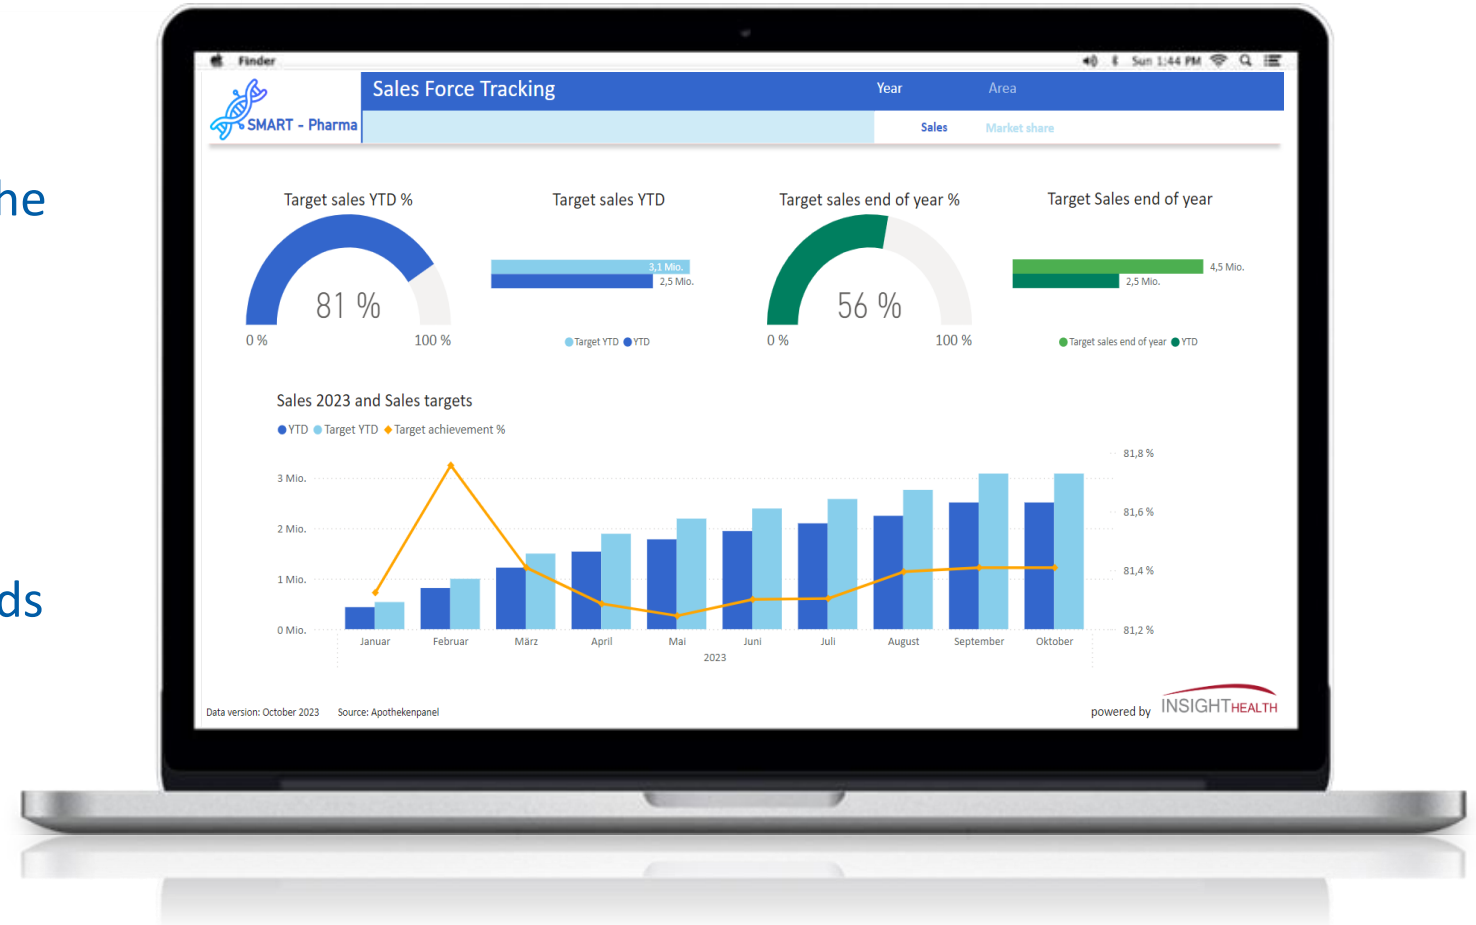 he
ds
Finder
Sun 1:44 PM
SMART - Pharma
Sales Force Tracking
Year
Area
Sales
Market share
Target sales YTD %
81 %
0 %
100 %
Target sales YTD
3,1 Mio.
2,5 Mio.
Target YTD
YTD
Target sales end of year %
56 %
0 %
100 %
Target Sales end of year
4,5 Mio.
2,5 Mio.
Target sales end of year
YTD
Sales 2023 and Sales targets
YTD
Target YTD
Target achievement %
3 Mio.
2 Mio.
1 Mio.
0 Mio.
81,8 %
81,6 %
81,4 %
81,2 %
Januar
Februar
März
April
Mai
Juni
Juli
August
September
Oktober
2023
Data version: October 2023
Source: Apothekenpanel
powered by
INSIGHT HEALTH